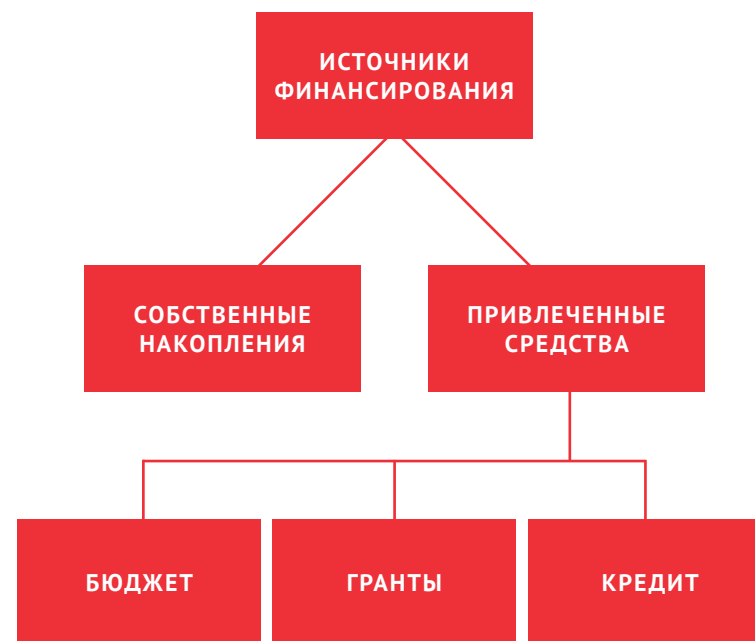 ИСТОЧНИКИ
ФИНАНСИРОВАНИЯ
СОБСТВЕННЫЕ
НАКОПЛЕНИЯ
ПРИВЛЕЧЕННЫЕ
СРЕДСТВА
БЮДЖЕТ
ГРАНТЫ
КРЕДИТ